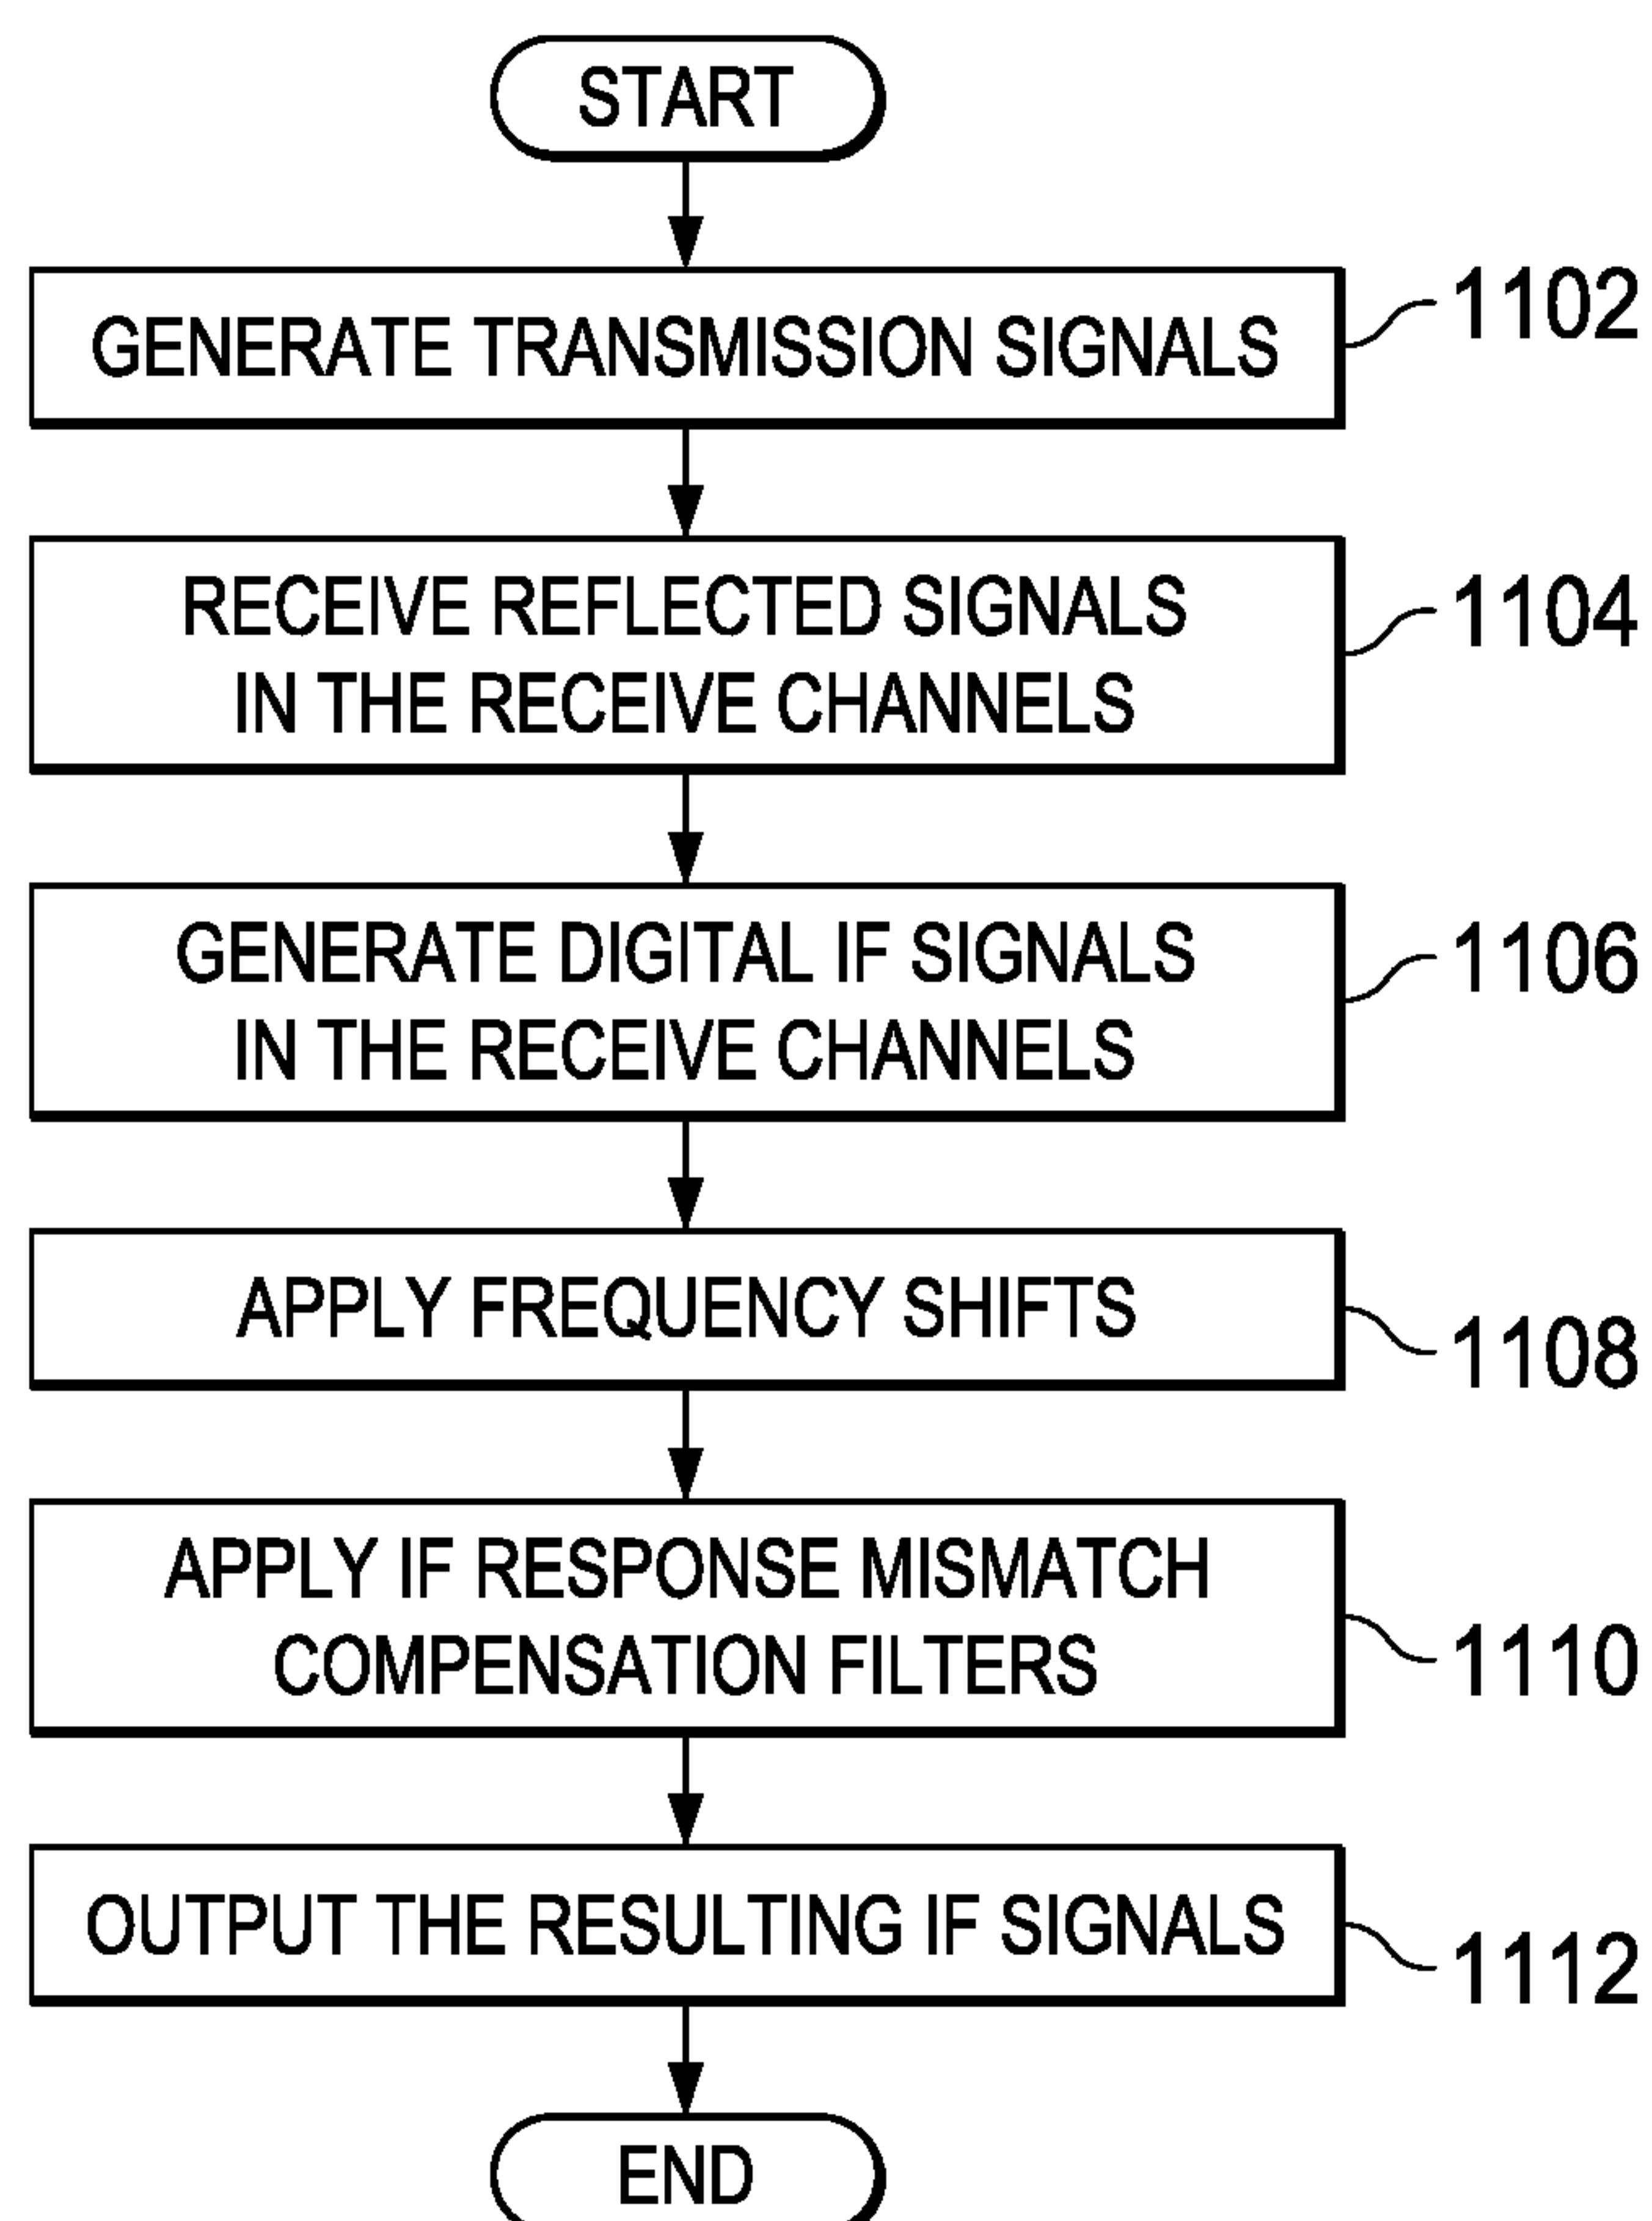 START
GENERATE TRANSMISSION SIGNALS
1102
RECEIVE REFLECTED SIGNALS
IN THE RECEIVE CHANNELS
1104
GENERATE DIGITAL IF SIGNALS
IN THE RECEIVE CHANNELS
1106
APPLY FREQUENCY SHIFTS
1108
APPLY IF RESPONSE MISMATCH
COMPENSATION FILTERS
1110
OUTPUT THE RESULTING IF SIGNALS
1112
END